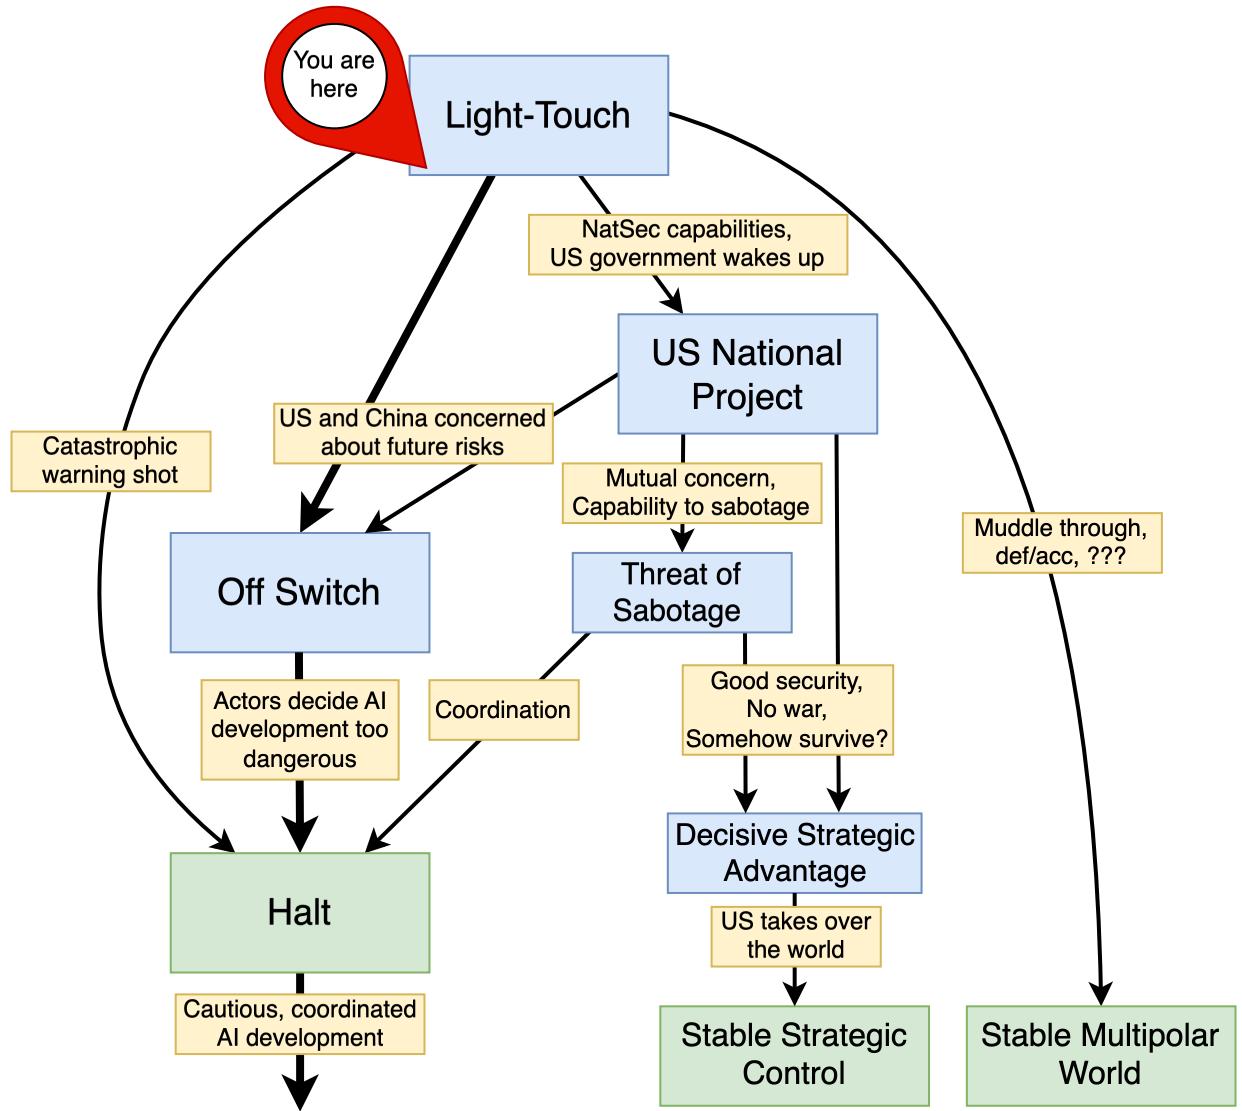 You are
here
Light-Touch
NatSec capabilities,
US government wakes up
US National
Project
US and China concerned
about future risks
Catastrophic
warning shot
Mutual concern,
Capability to sabotage
Muddle through,
def/acc, ???
Off Switch
Threat of
Sabotage
Actors decide AI
development too
dangerous
Coordination
Good security,
No war,
Somehow survive?
Decisive Strategic
Advantage
Halt
US takes over
the world
Cautious, coordinated
AI development
Stable Strategic
Control
Stable Multipolar
World